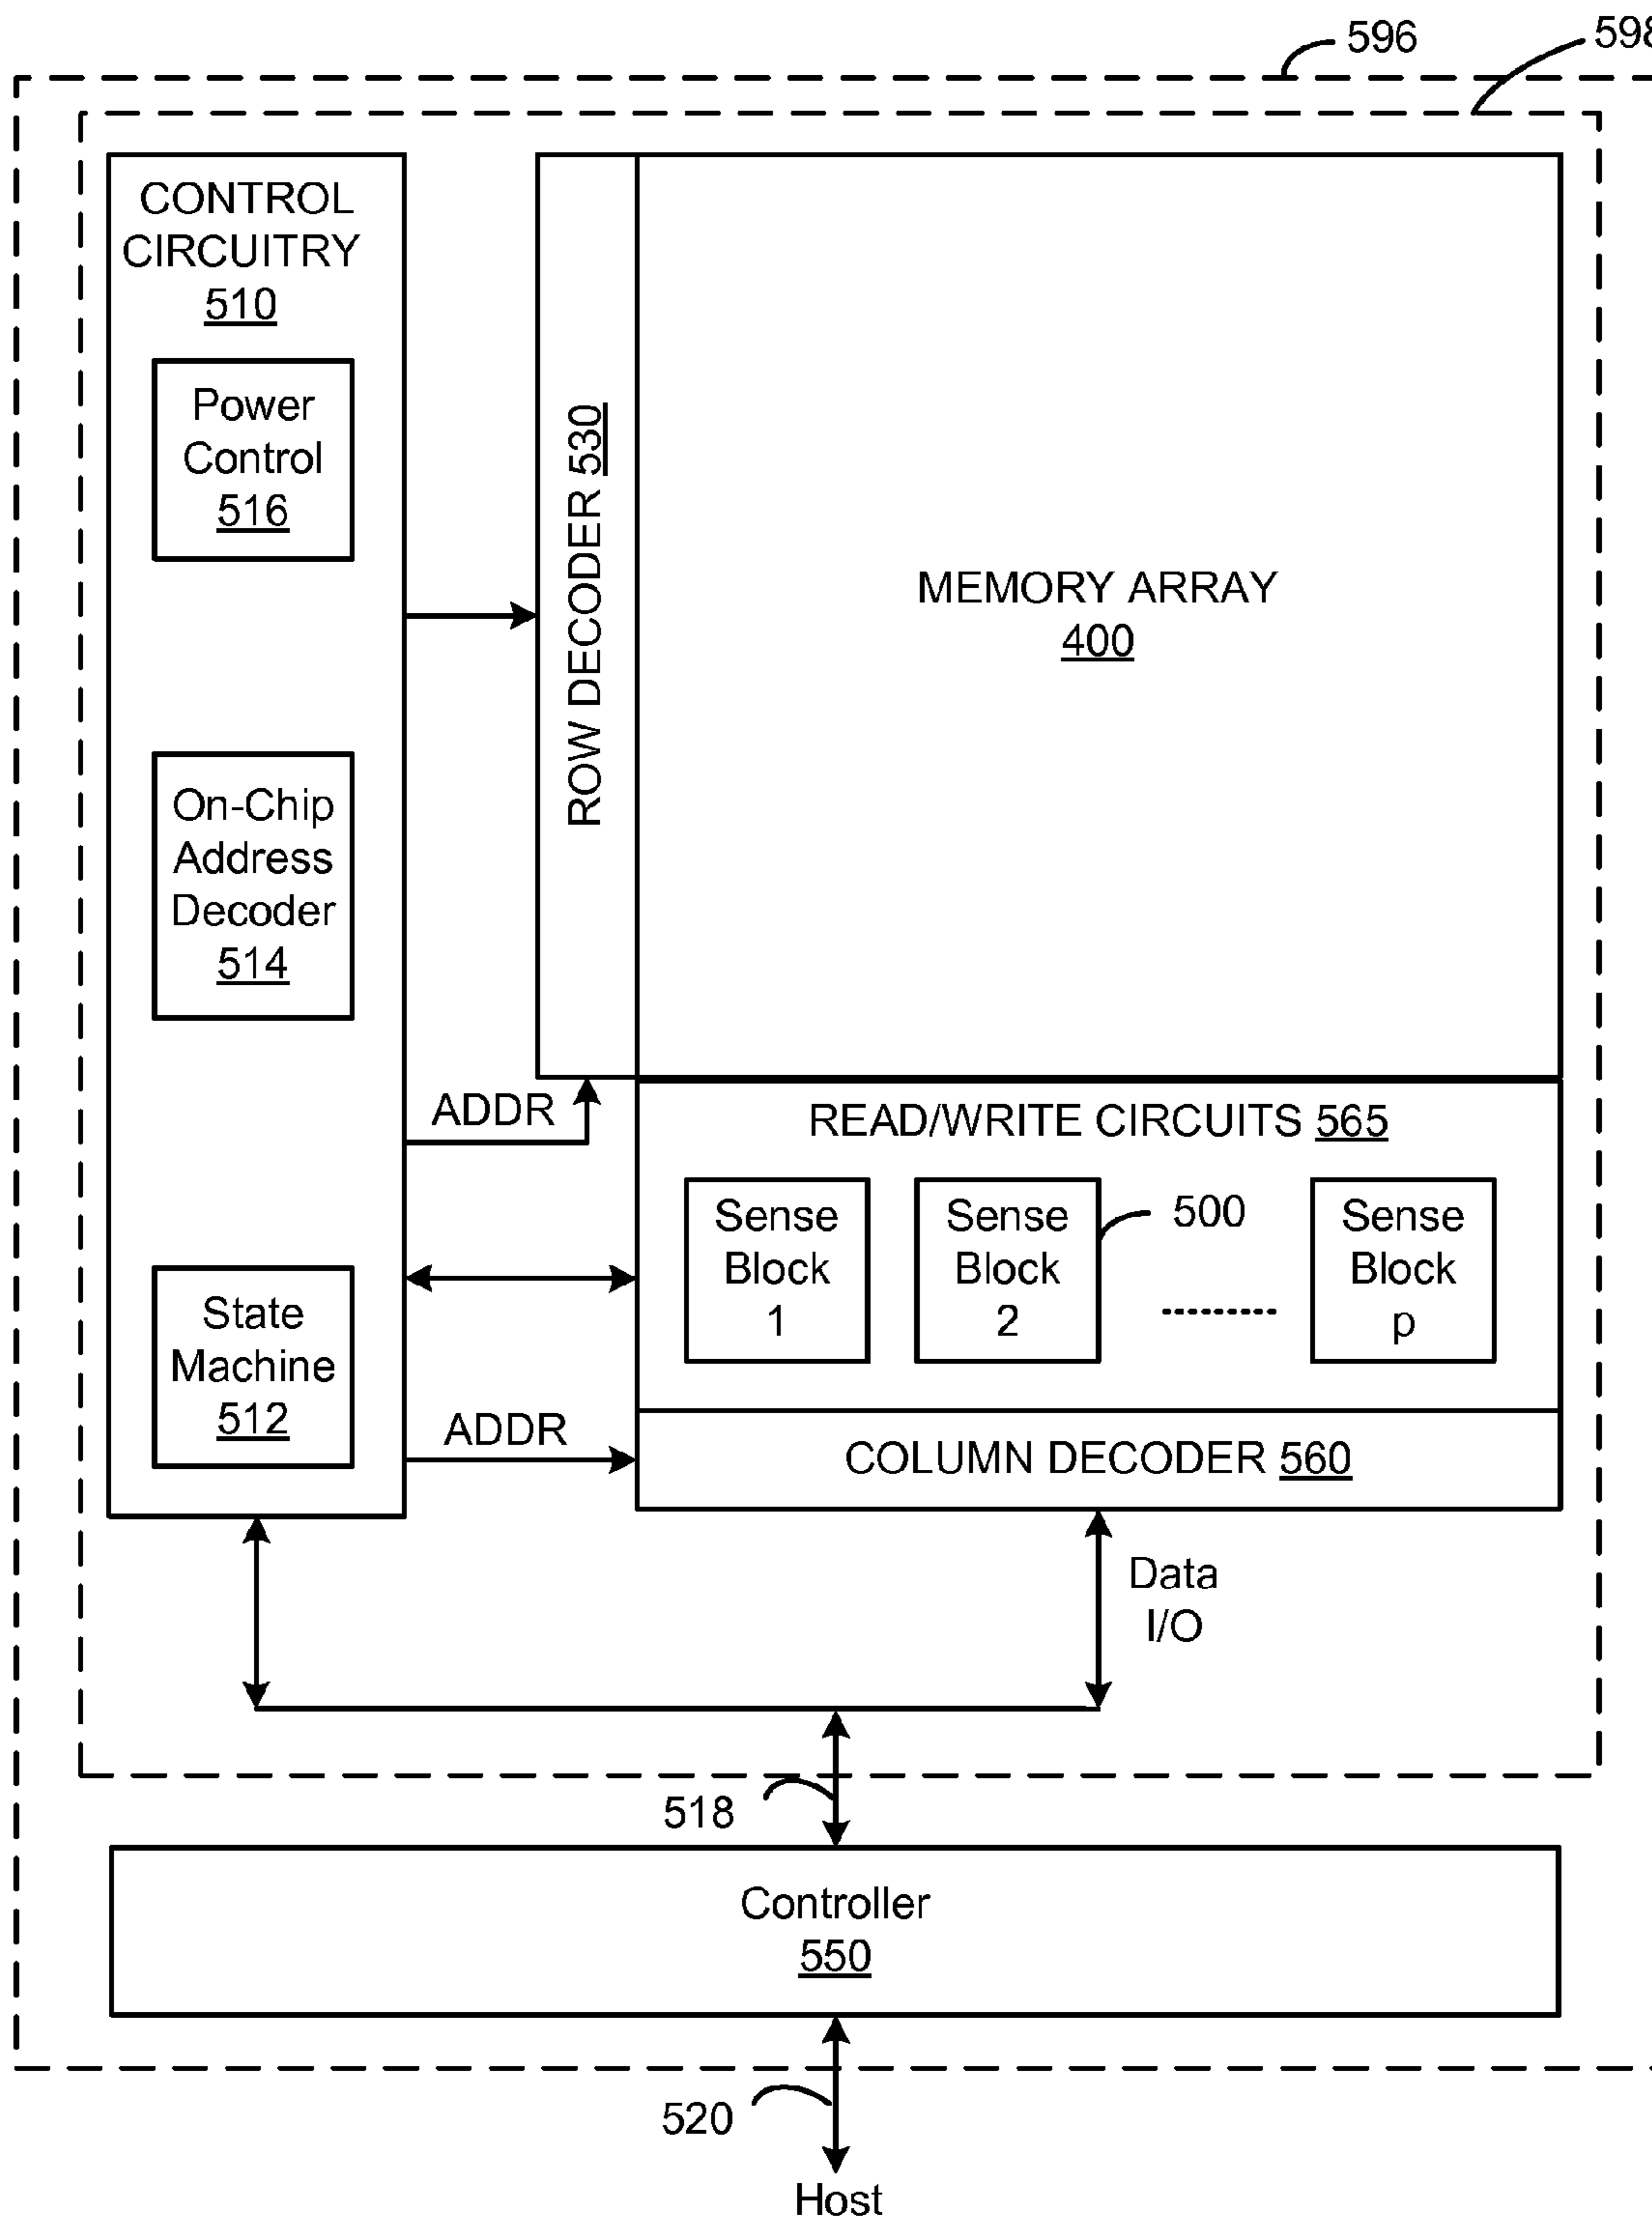 596
598
CONTROL
CIRCUITRY
510
Power
Control
516
On-Chip
Address
Decoder
514
State
Machine
512
ROW DECODER 530
MEMORY ARRAY
400
ADDR
READ/WRITE CIRCUITS 565
Sense
Block
1
Sense
Block
2
500
Sense
Block
p
ADDR
COLUMN DECODER 560
Data
I/O
518
Controller
550
520
Host